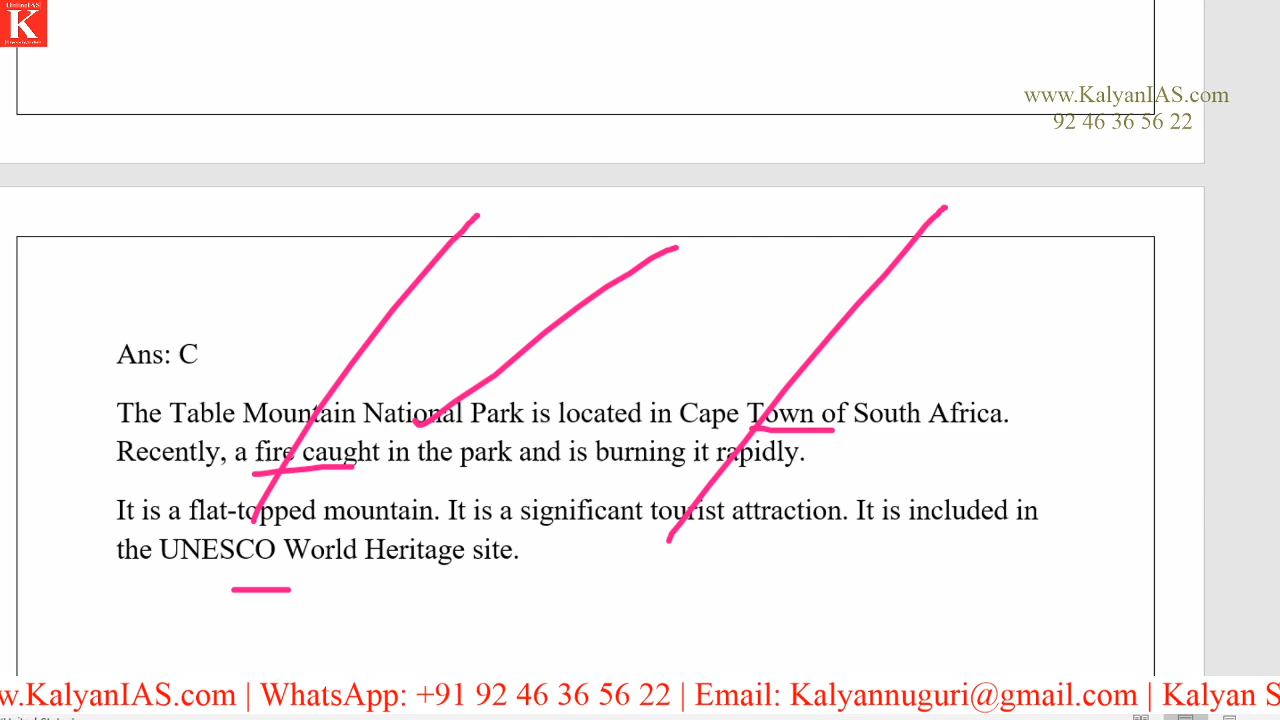 OnlineIAS
K
www.KalyanIAS.com
92 46 36 56 22
Ans: C
The Table Mountain National Park is located in Cape Town of South Africa.
Recently, a fire caught in the park and is burning it rapidly.
It is a flat-topped mountain. It is a significant tourist attraction. It is included in
the UNESCO World Heritage site.
w.KalyanIAS.com | WhatsApp: +91 92 46 36 56 22 | Email: Kalyannuguri@gmail.com | Kalyan S